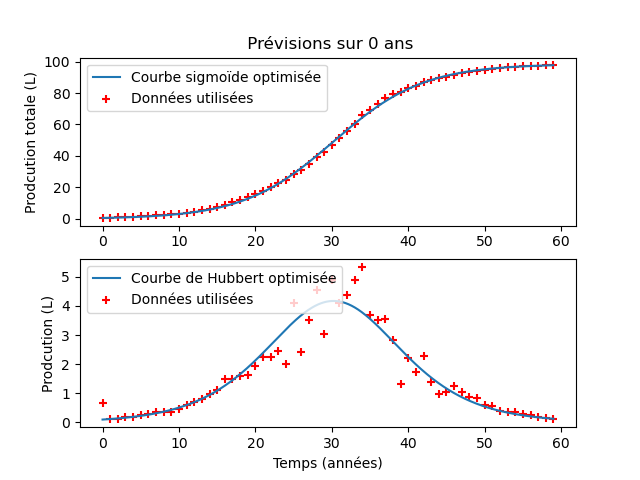 Prévisions sur 0 ans
Prodcution totale (L)
100
80
60
40
20
0
Courbe sigmoïde optimisée
Données utilisées
0 10 20 30 40 50 60
Prodcution (L)
5
4
3
2
1
0
Courbe de Hubbert optimisée
Données utilisées
0 10 20 30 40 50 60
Temps (années)